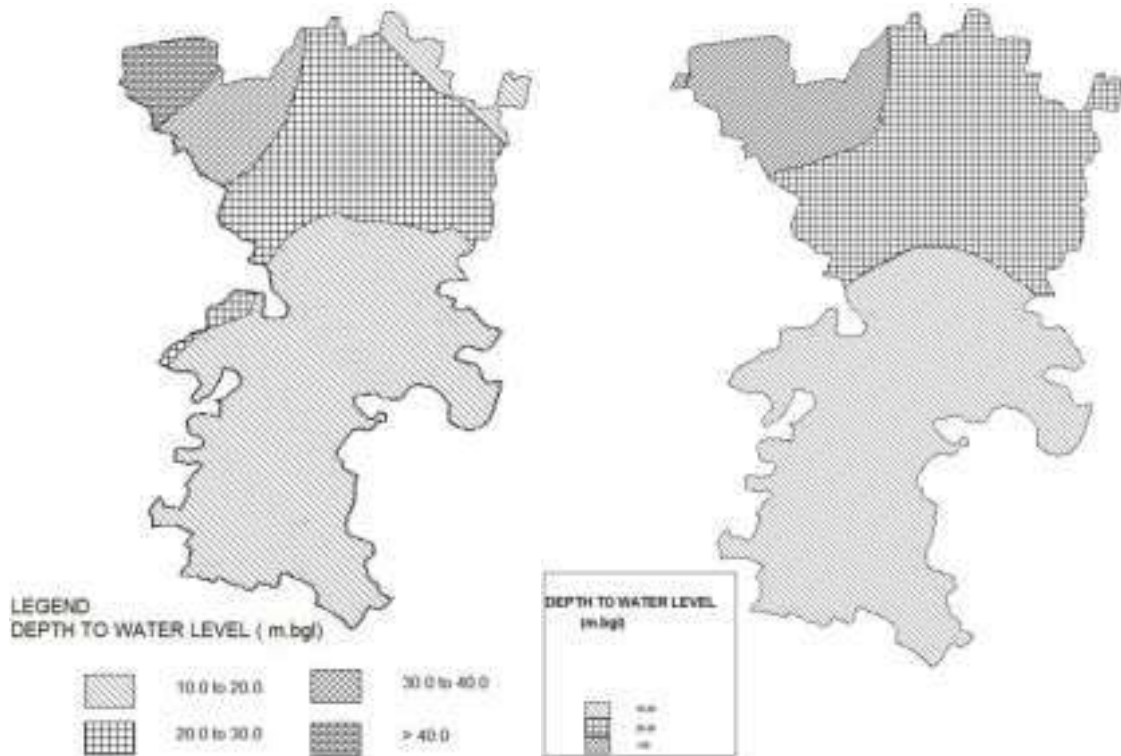 LEGEND
DEPTH TO WATER LEVEL ( m.bgl)
10.0 to 20.0
30.0 to 40.0
20.0 to 30.0
> 40.0
DEPTH TO WATER LEVEL
(m.bgl)